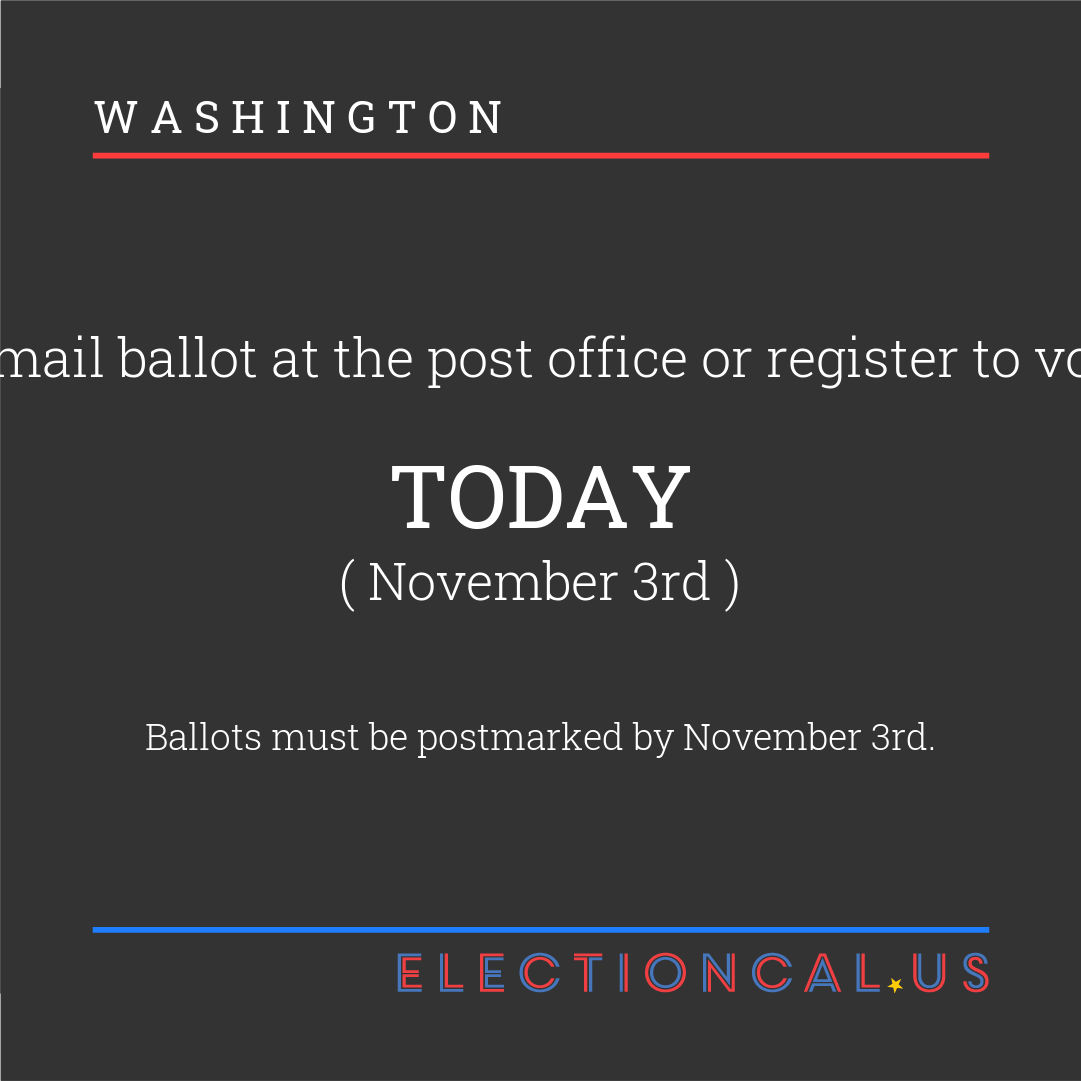 WASHINGTON
mail ballot at the post office or register to
TODAY
( November 3rd )
Ballots must be postmarked by November 3rd.
ELECTIONCAL.US